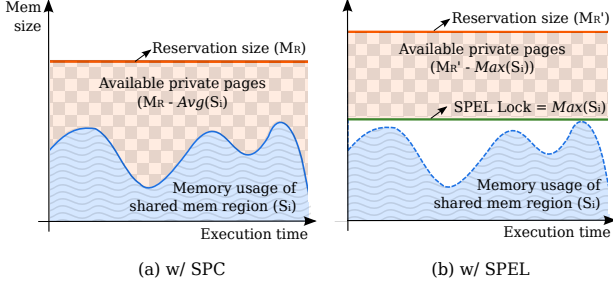 Mem
size
Reservation size (MR)
Available private pages
(MR - Avg(Si)
Memory usage of
shared mem region (Si)
Execution time
(a) w/ SPC
Reservation size (MR')
Available private pages
(MR' - Max(Si))
SPEL Lock = Max(Si)
Memory usage of
shared mem region (Si)
Execution time
(b) w/ SPEL